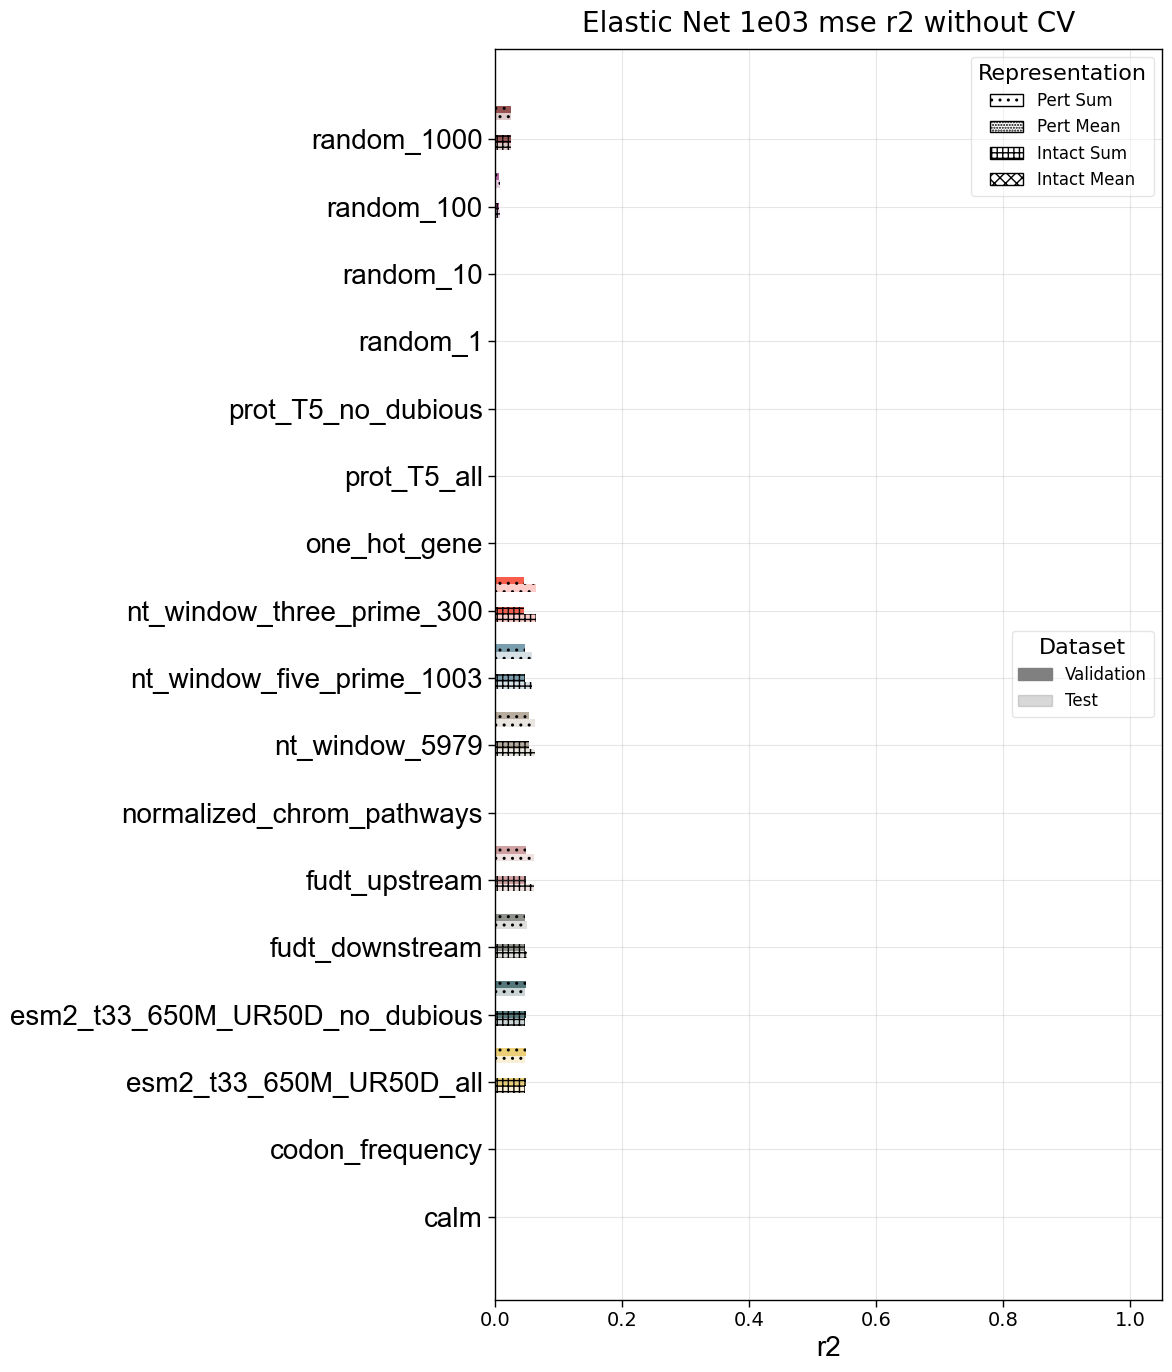 Elastic Net 1e03 mse r2 without CV
Representation
Pert Sum
Pert Mean
Intact Sum
Intact Mean
random_1000
random_100
random_10
random_1
prot_T5_no_dubious
prot_T5_all
one_hot_gene
nt_window_three_prime_300
Dataset
Validation
Test
nt_window_five_prime_1003
nt_window_5979
normalized_chrom_pathways
fudt_upstream
fudt_downstream
esm2_t33_650M_UR50D_no_dubious
esm2_t33_650M_UR50D_all
codon_frequency
calm
0.0 0.2 0.4 0.6 0.8 1.0
r2